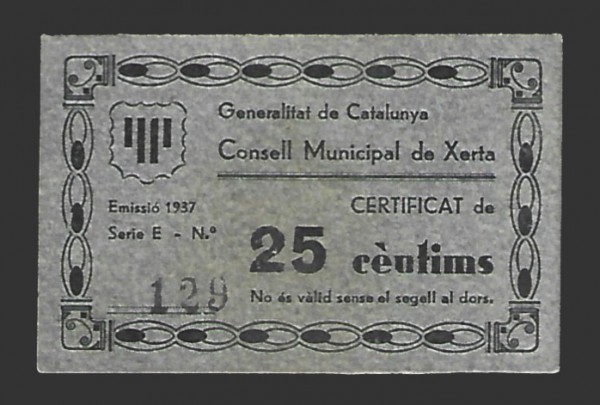 Generalitat de Catalunya
Consell Municipal de Xerta
Emissió 1937
CERTIFICAT de
Serie E - N.º
25 cèntims
129
No és vàlid sense el segell al dors.